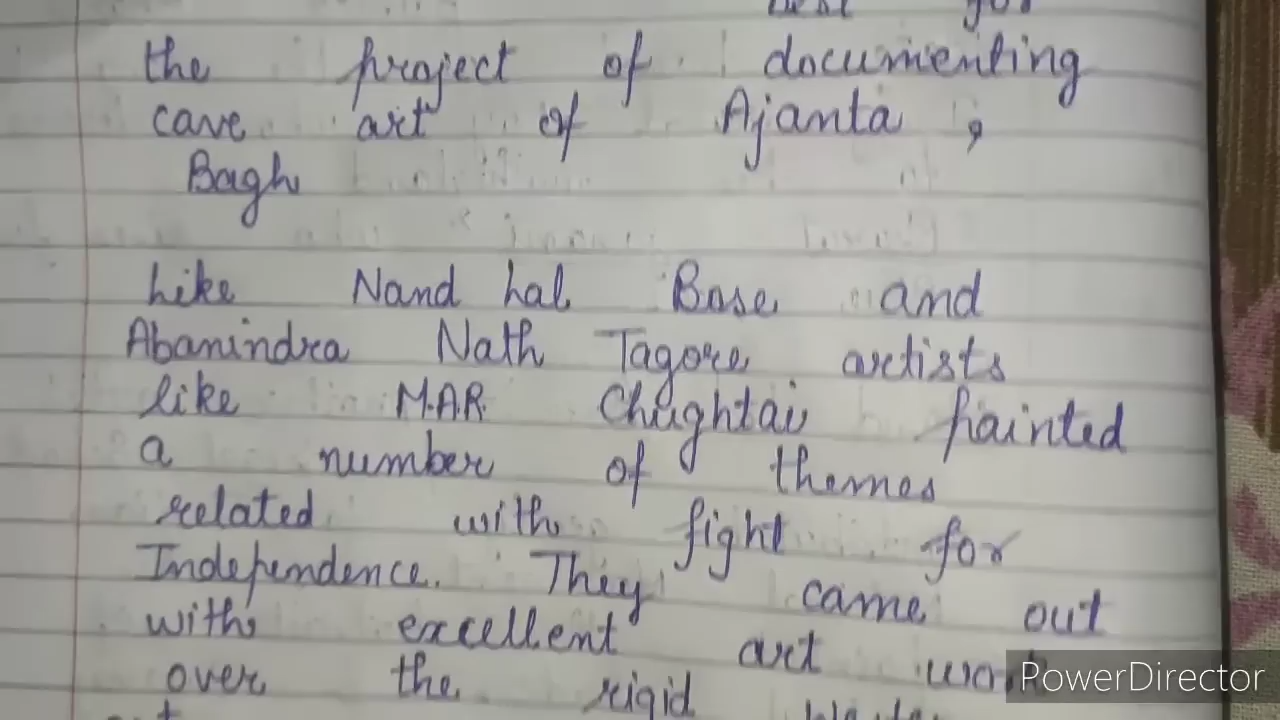 the project of documenting
cave art of Ajanta,
Bagh
Like Nand Lal Bose and
Abanindra Nath Tagore artists
like M.A.R. Chughtai painted
a number of themes
related with fight for
Independence. They came out
with excellent art
over the rigid
PowerDirector